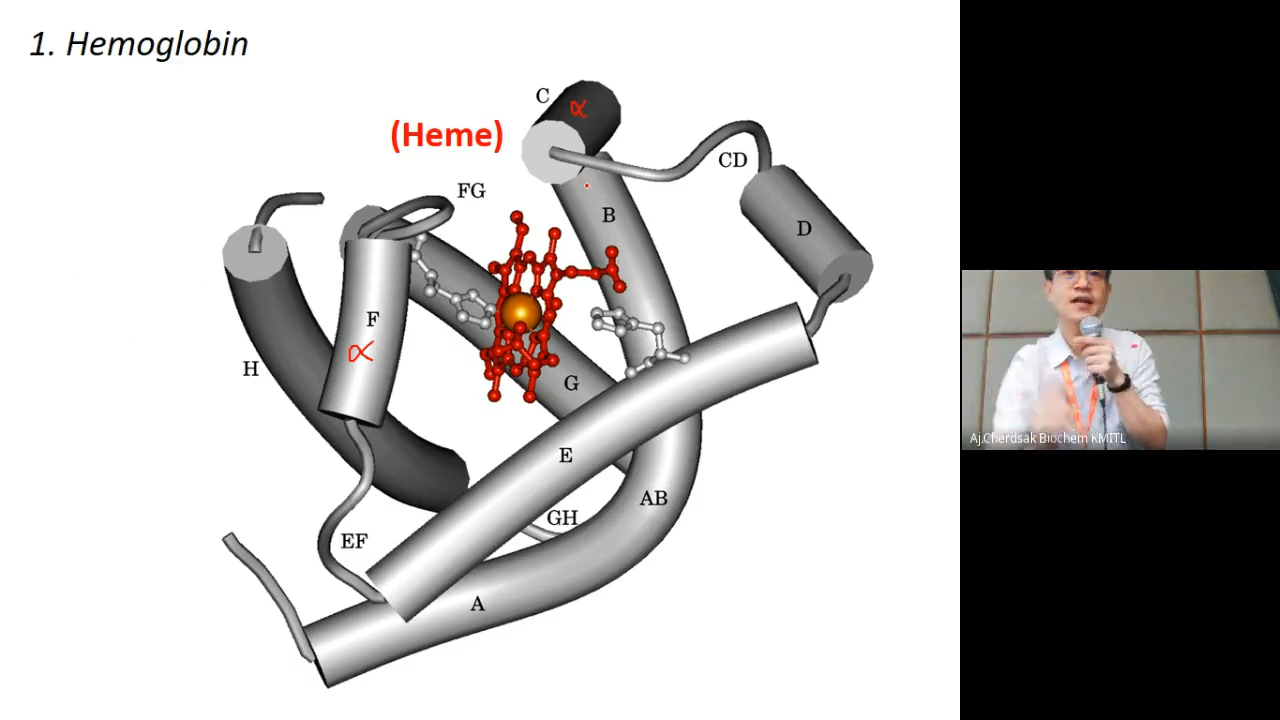 1. Hemoglobin
C
α
(Heme)
CD
FG
B
D
F
α
H
G
E
AB
GH
EF
A
Aj.Cherdsak Biochem KMITL